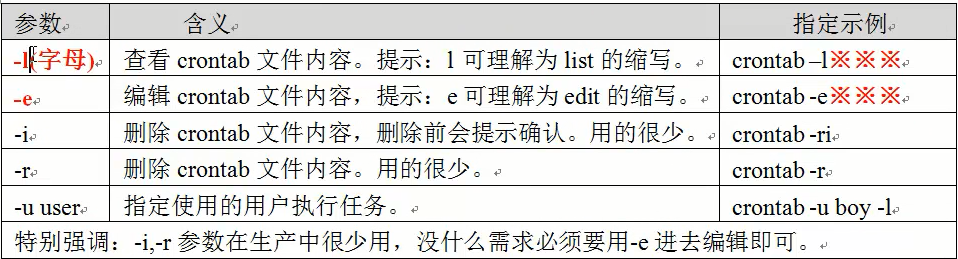 参数 含义 指定示例
-l(字母) 查看 crontab 文件内容。提示：l 可理解为 list 的缩写。 crontab –l※※※
-e 编辑 crontab 文件内容，提示：e 可理解为 edit 的缩写。 crontab -e※※※
-i 删除 crontab 文件内容，删除前会提示确认。用的很少。 crontab -ri
-r 删除 crontab 文件内容。用的很少。 crontab -r
-u user 指定使用的用户执行任务。 crontab -u boy -l
特别强调：-i,-r 参数在生产中很少用，没什么需求必须要用-e 进去编辑即可。